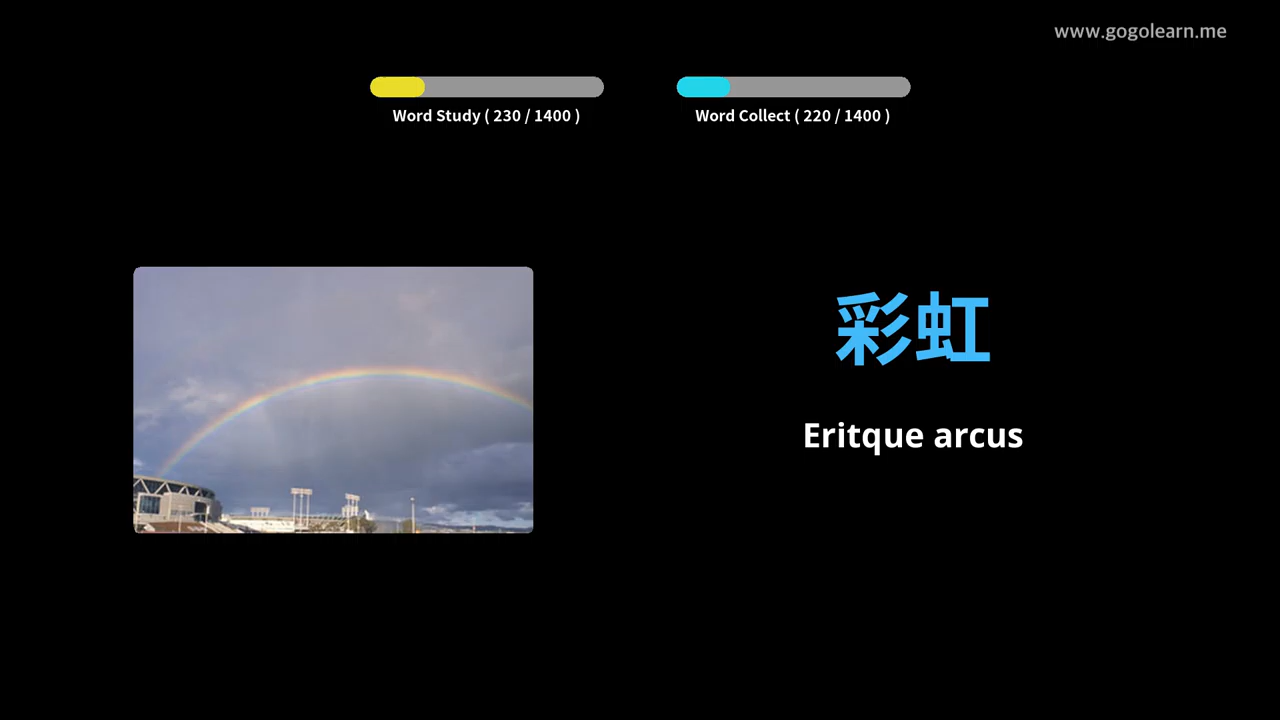 www.gogolearn.me
Word Study ( 230 / 1400 )
Word Collect ( 220 / 1400 )
彩虹
Eritque arcus